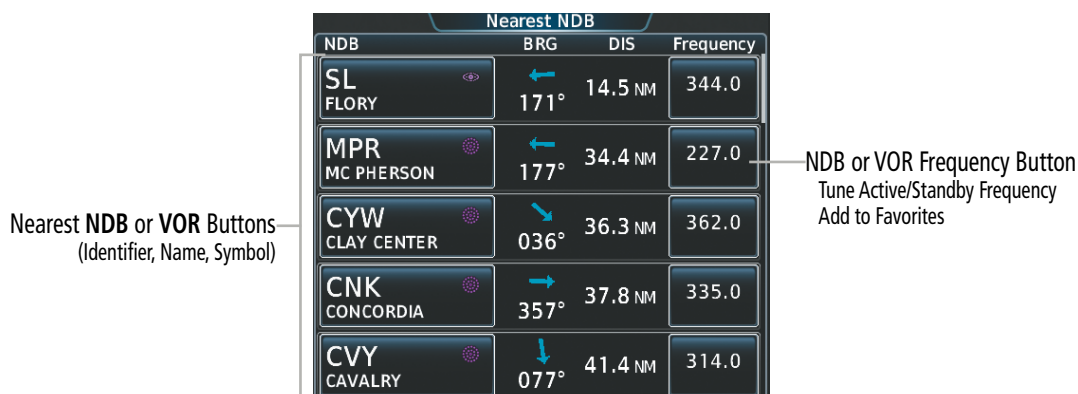 Nearest NDB
NDB BRG DIS Frequency
SL
FLORY
171°
14.5 NM
344.0
MPR
MC PHERSON
177°
34.4 NM
227.0
CYW
CLAY CENTER
036°
36.3 NM
362.0
CNK
CONCORDIA
357°
37.8 NM
335.0
CVY
CAVALRY
077°
41.4 NM
314.0
Nearest NDB or VOR Buttons
(Identifier, Name, Symbol)
NDB or VOR Frequency Button
Tune Active/Standby Frequency
Add to Favorites